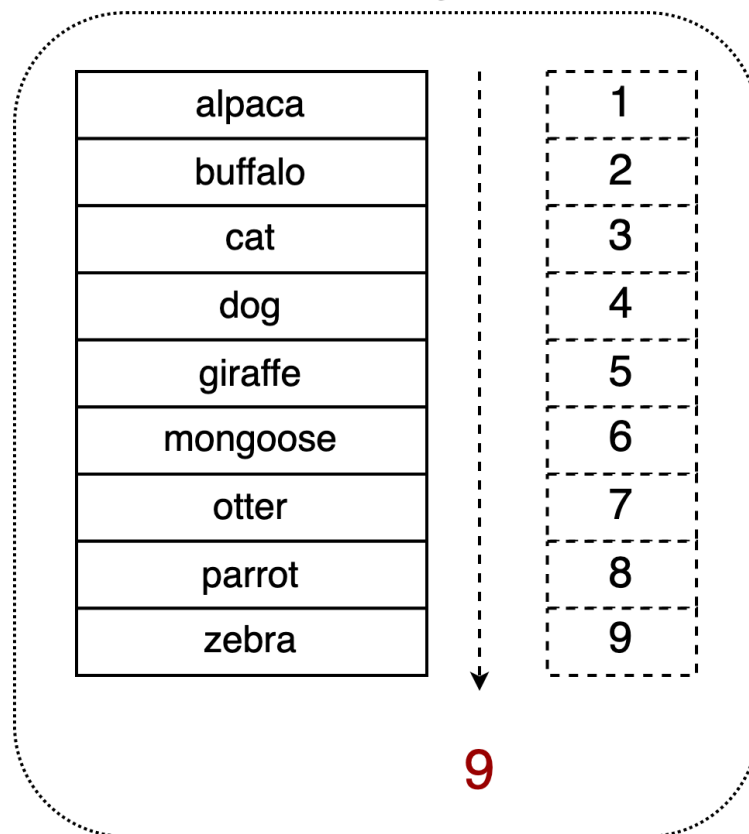 alpaca 1
buffalo 2
cat 3
dog 4
giraffe 5
mongoose 6
otter 7
parrot 8
zebra 9
9